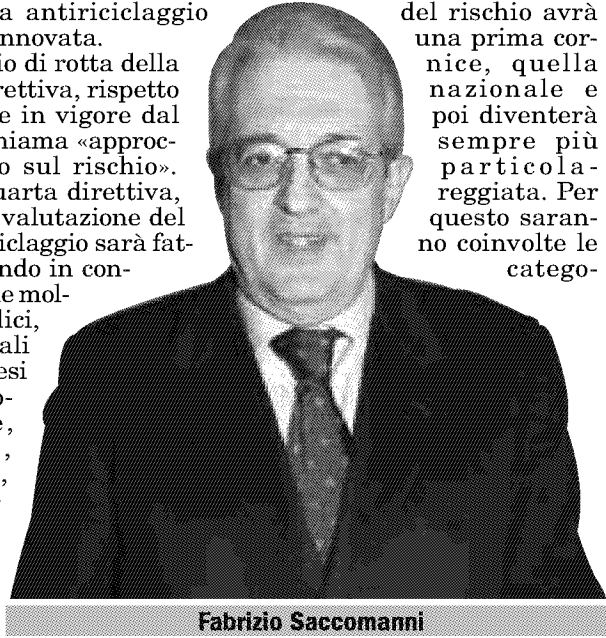 a antiriciclaggio
nnovata.
io di rotta della
rettiva, rispetto
e in vigore dal
hiama «approc-
o sul rischio».
uarta direttiva,
valutazione del
iclaggio sarà fat-
ndo in con-
e mol-
lici,
ali
esi
o-
e,
,
,
del rischio avrà
una prima cor-
nice, quella
nazionale e
poi diventerà
sempre più
particola-
reggiata. Per
questo saran-
no coinvolte le
catego-
Fabrizio Saccomanni